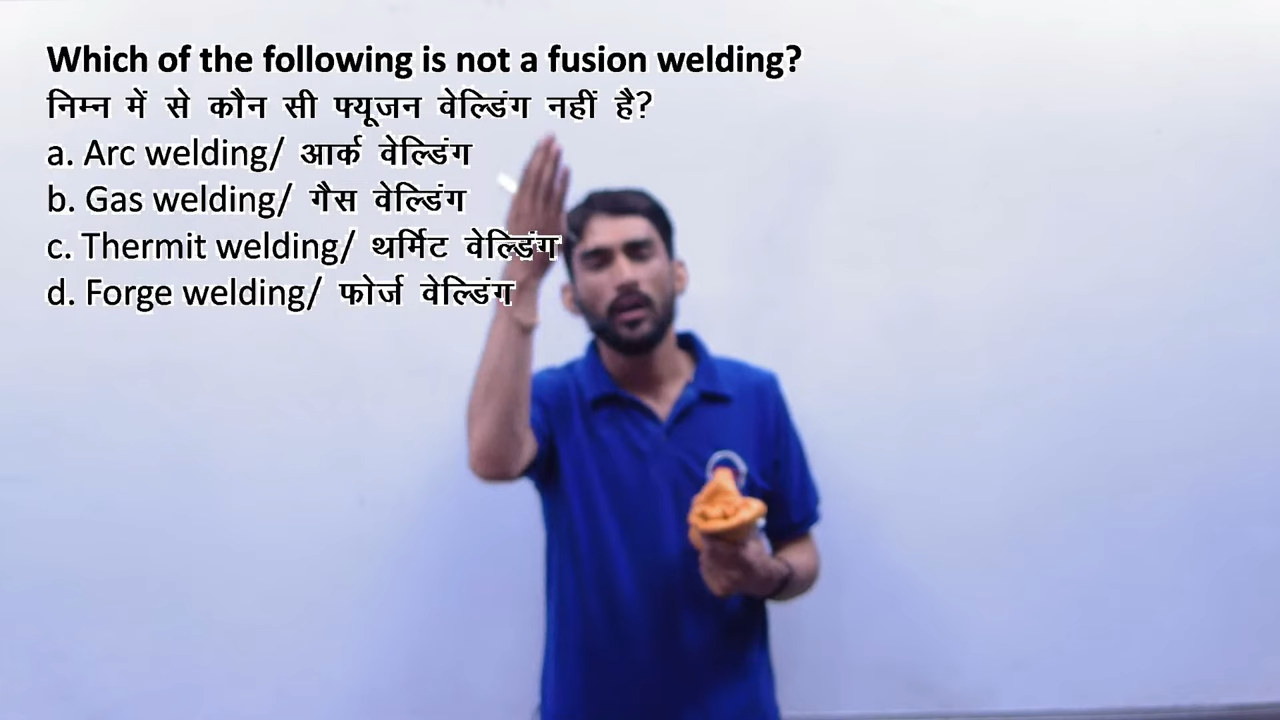 Which of the following is not a fusion welding?
निम्न में से कौन सी फ्यूजन वेल्डिंग नहीं है?
a. Arc welding/ आर्क वेल्डिंग
b. Gas welding/ गैस वेल्डिंग
c. Thermit welding/ थर्मिट वेल्डिंग
d. Forge welding/ फोर्ज वेल्डिंग